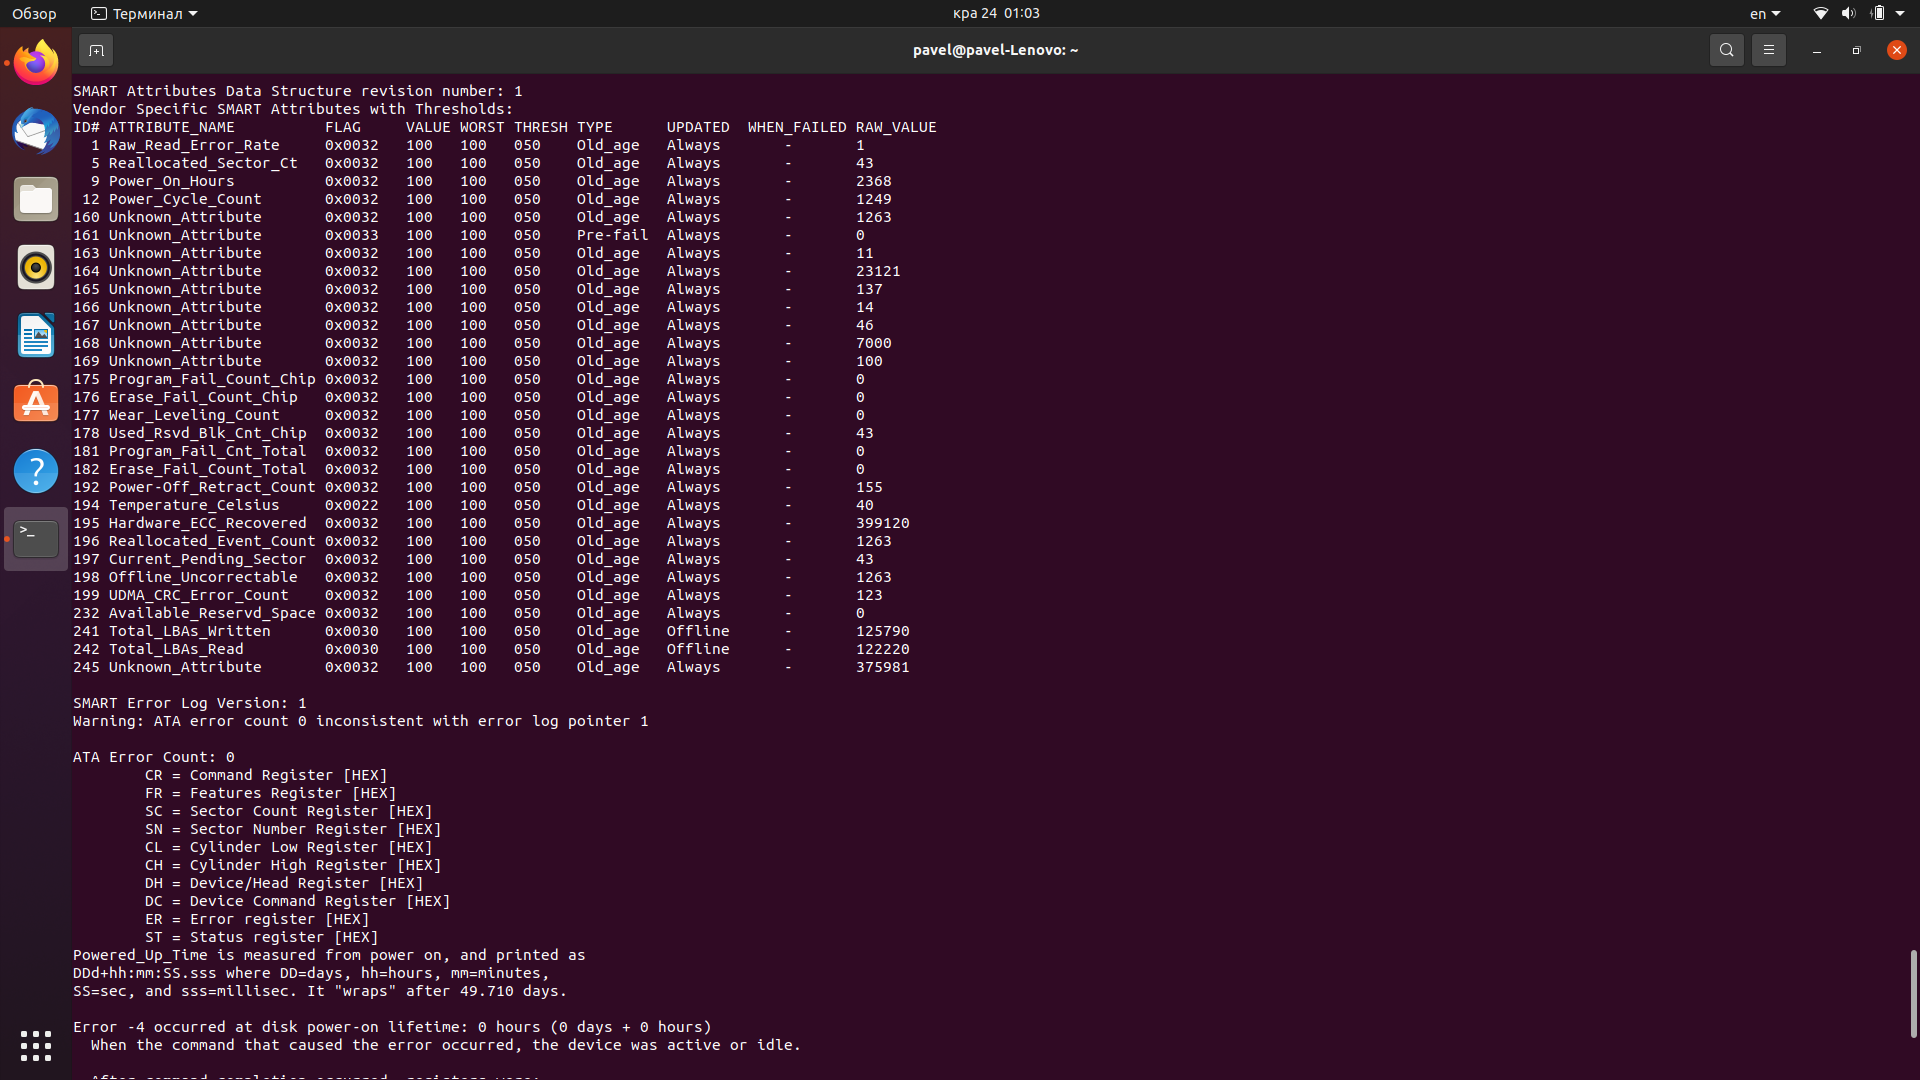 Обзор
Терминал
кра 24 01:03
en
pavel@pavel-Lenovo: ~
SMART Attributes Data Structure revision number: 1
Vendor Specific SMART Attributes with Thresholds:
ID# ATTRIBUTE_NAME FLAG VALUE WORST THRESH TYPE UPDATED WHEN_FAILED RAW_VALUE
1 Raw_Read_Error_Rate 0x0032 100 100 050 Old_age Always - 1
5 Reallocated_Sector_Ct 0x0032 100 100 050 Old_age Always - 43
9 Power_On_Hours 0x0032 100 100 050 Old_age Always - 2368
12 Power_Cycle_Count 0x0032 100 100 050 Old_age Always - 1249
160 Unknown_Attribute 0x0032 100 100 050 Old_age Always - 1263
161 Unknown_Attribute 0x0033 100 100 050 Pre-fail Always - 0
163 Unknown_Attribute 0x0032 100 100 050 Old_age Always - 11
164 Unknown_Attribute 0x0032 100 100 050 Old_age Always - 23121
165 Unknown_Attribute 0x0032 100 100 050 Old_age Always - 137
166 Unknown_Attribute 0x0032 100 100 050 Old_age Always - 14
167 Unknown_Attribute 0x0032 100 100 050 Old_age Always - 46
168 Unknown_Attribute 0x0032 100 100 050 Old_age Always - 7000
169 Unknown_Attribute 0x0032 100 100 050 Old_age Always - 100
175 Program_Fail_Count_Chip 0x0032 100 100 050 Old_age Always - 0
176 Erase_Fail_Count_Chip 0x0032 100 100 050 Old_age Always - 0
177 Wear_Leveling_Count 0x0032 100 100 050 Old_age Always - 0
178 Used_Rsvd_Blk_Cnt_Chip 0x0032 100 100 050 Old_age Always - 43
181 Program_Fail_Cnt_Total 0x0032 100 100 050 Old_age Always - 0
182 Erase_Fail_Count_Total 0x0032 100 100 050 Old_age Always - 0
192 Power-Off_Retract_Count 0x0032 100 100 050 Old_age Always - 155
194 Temperature_Celsius 0x0022 100 100 050 Old_age Always - 40
195 Hardware_ECC_Recovered 0x0032 100 100 050 Old_age Always - 399120
196 Reallocated_Event_Count 0x0032 100 100 050 Old_age Always - 1263
197 Current_Pending_Sector 0x0032 100 100 050 Old_age Always - 43
198 Offline_Uncorrectable 0x0032 100 100 050 Old_age Always - 1263
199 UDMA_CRC_Error_Count 0x0032 100 100 050 Old_age Always - 123
232 Available_Reservd_Space 0x0032 100 100 050 Old_age Always - 0
241 Total_LBAs_Written 0x0030 100 100 050 Old_age Offline - 125790
242 Total_LBAs_Read 0x0030 100 100 050 Old_age Offline - 122220
245 Unknown_Attribute 0x0032 100 100 050 Old_age Always - 375981
SMART Error Log Version: 1
Warning: ATA error count 0 inconsistent with error log pointer 1
ATA Error Count: 0
CR = Command Register [HEX]
FR = Features Register [HEX]
SC = Sector Count Register [HEX]
SN = Sector Number Register [HEX]
CL = Cylinder Low Register [HEX]
CH = Cylinder High Register [HEX]
DH = Device/Head Register [HEX]
DC = Device Command Register [HEX]
ER = Error register [HEX]
ST = Status register [HEX]
Powered_Up_Time is measured from power on, and printed as
DDd+hh:mm:SS.sss where DD=days, hh=hours, mm=minutes,
SS=sec, and sss=millisec. It "wraps" after 49.710 days.
Error -4 occurred at disk power-on lifetime: 0 hours (0 days + 0 hours)
When the command that caused the error occurred, the device was active or idle.
After command completion occurred, registers were: